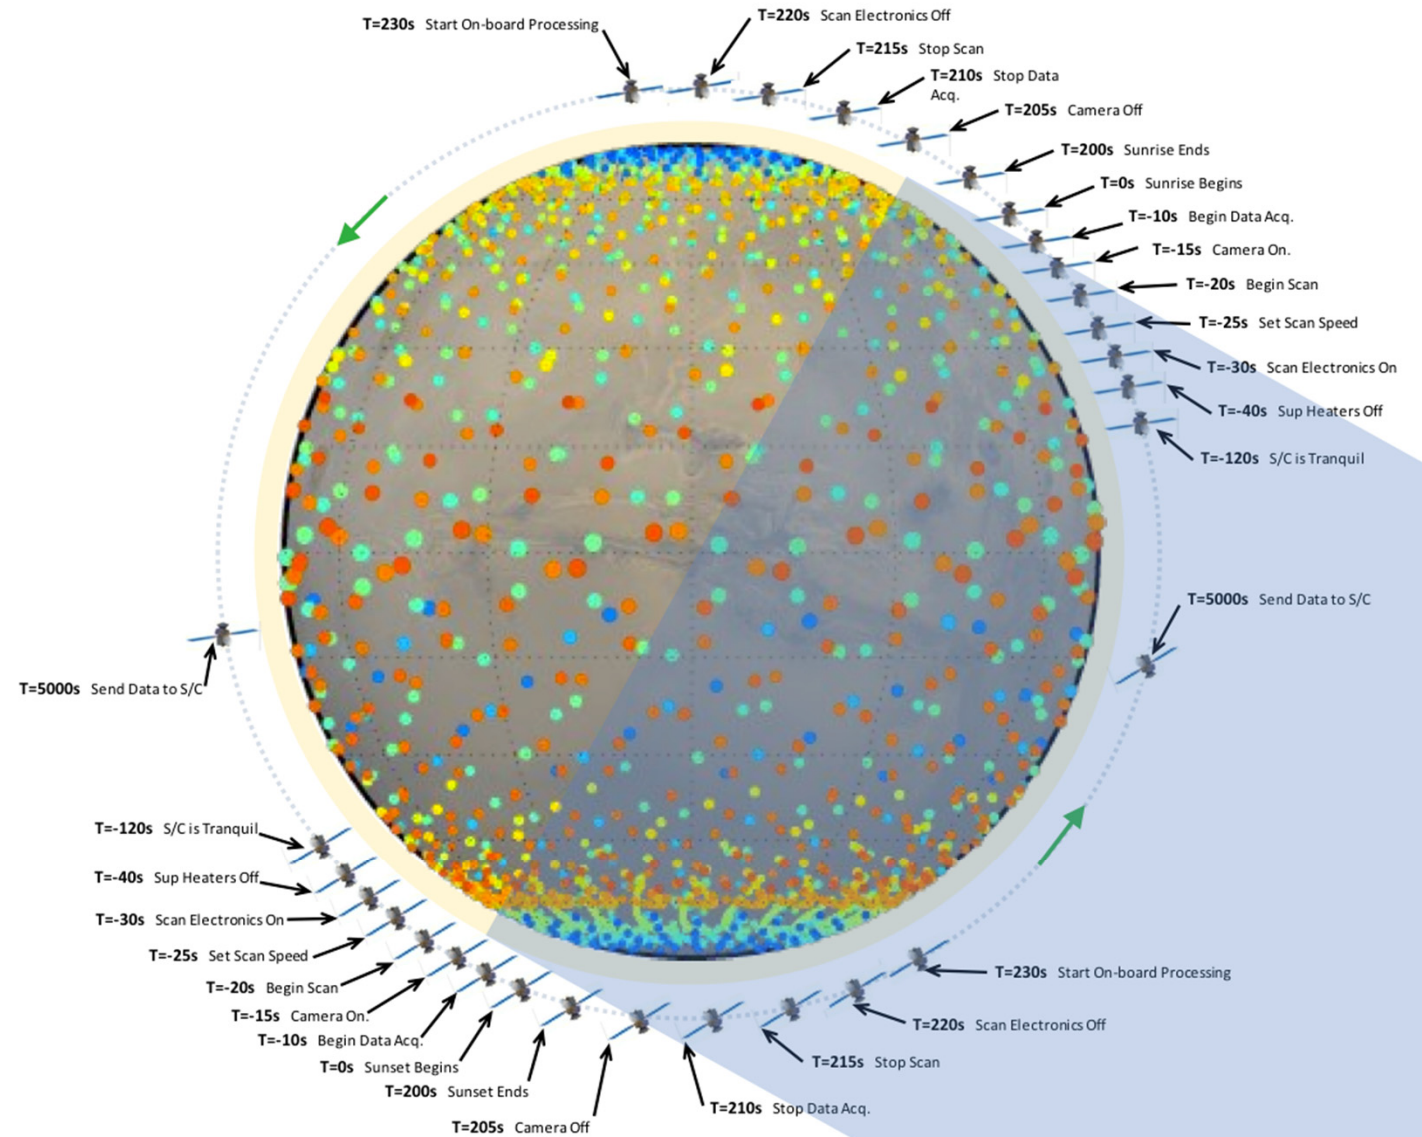 T=230s Start On-board Processing
T=220s Scan Electronics Off
T=215s Stop Scan
T=210s Stop Data
Acq.
T=205s Camera Off
T=200s Sunrise Ends
T=0s Sunrise Begins
T=-10s Begin Data Acq.
T=-15s Camera On.
T=-20s Begin Scan
T=-25s Set Scan Speed
T=-30s Scan Electronics On
T=-40s Sup Heaters Off
T=-120s S/C is Tranquil
T=5000s Send Data to S/C
T=5000s Send Data to S/C
T=-120s S/C is Tranquil
T=-40s Sup Heaters Off
T=-30s Scan Electronics On
T=-25s Set Scan Speed
T=-20s Begin Scan
T=-15s Camera On.
T=-10s Begin Data Acq.
T=0s Sunset Begins
T=200s Sunset Ends
T=205s Camera Off
T=210s Stop Data Acq.
T=215s Stop Scan
T=220s Scan Electronics Off
T=230s Start On-board Processing